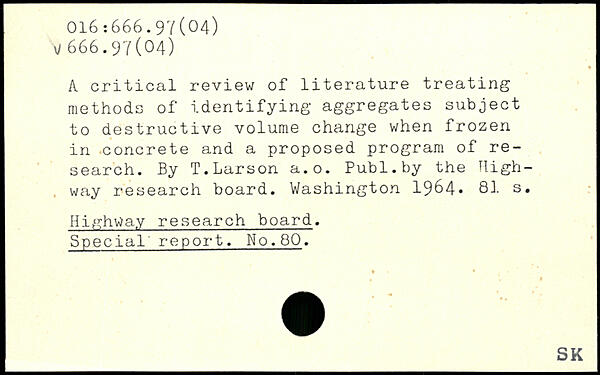 016:666.97(04)
√666.97(04)
A critical review of literature treating
methods of identifying aggregates subject
to destructive volume change when frozen
in concrete and a proposed program of re-
search. By T.Larson a.o. Publ.by the High-
way research board. Washington 1964. 81 s.
Highway research board.
Special report. No.80.
SK